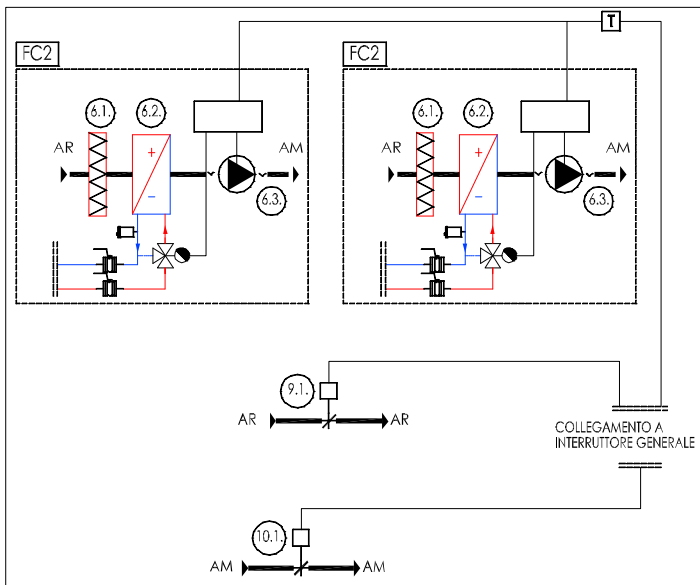 T
FC2
FC2
6.1.
6.2.
6.1.
6.2.
AR
AM
AR
AM
+
+
6.3.
6.3.
−
−
9.1.
AR
AR
COLLEGAMENTO A
INTERRUTTORE GENERALE
10.1.
AM
AM